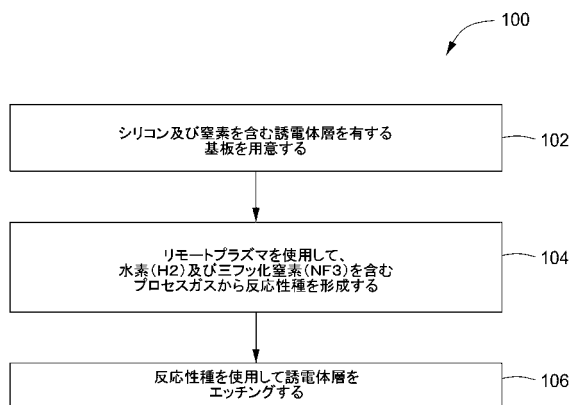 100
シリコン及び窒素を含む誘電体層を有する
基板を用意する
102
リモートプラズマを使用して、
水素(H2)及び三フッ化窒素(NF3)を含む
プロセスガスから反応性種を形成する
104
反応性種を使用して誘電体層を
エッチングする
106